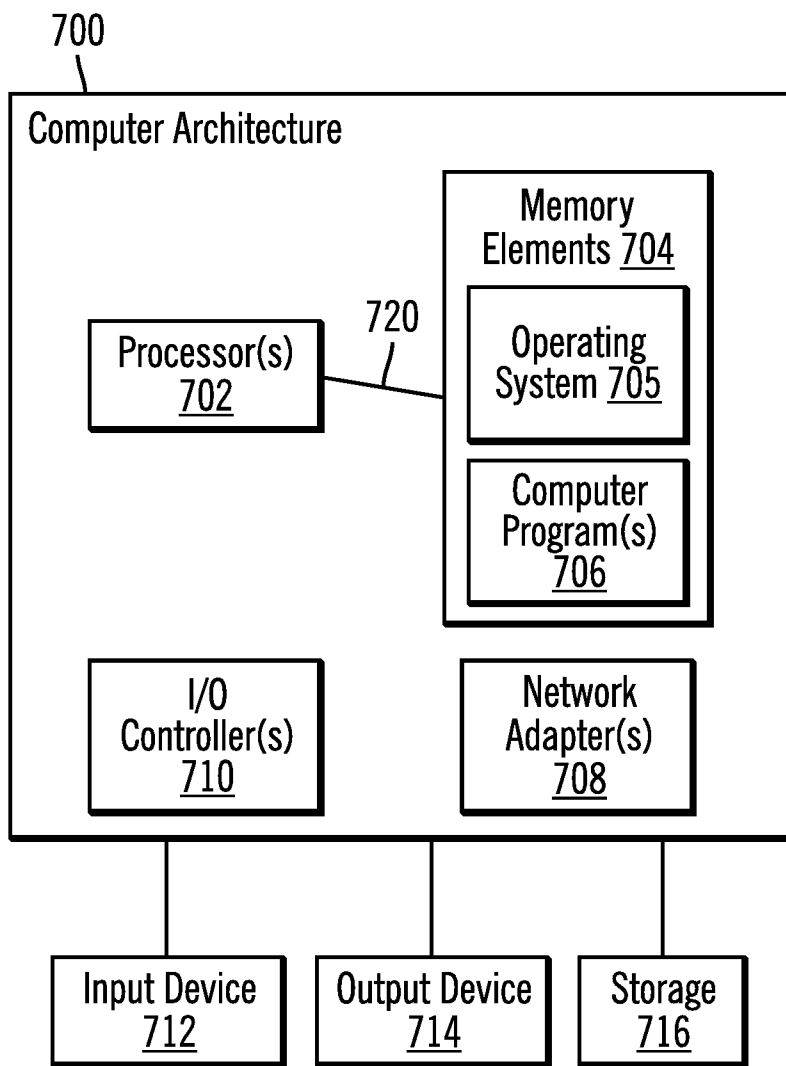 700
Computer Architecture
Memory
Elements 704
720
Processor(s)
702
Operating
System 705
Computer
Program(s)
706
I/O
Controller(s)
710
Network
Adapter(s)
708
Input Device
712
Output Device
714
Storage
716